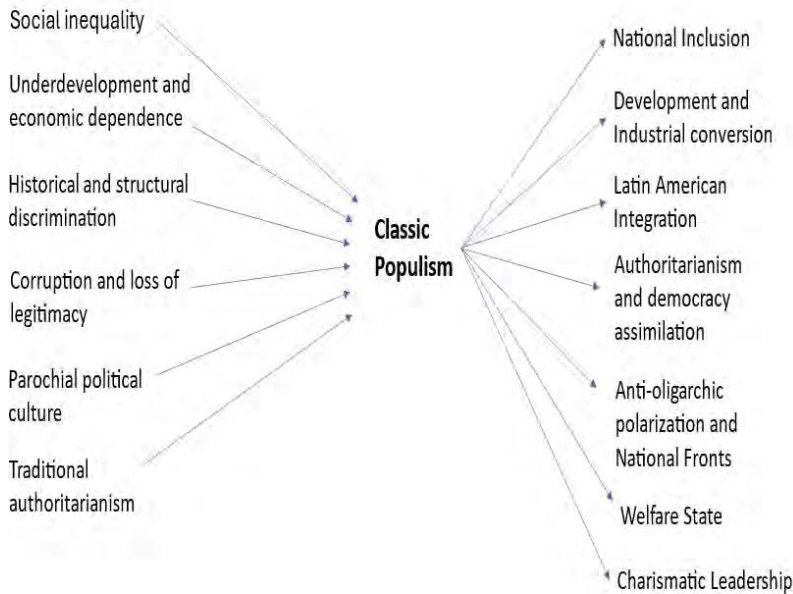 Social inequality
Underdevelopment and
economic dependence
Historical and structural
discrimination
Corruption and loss of
legitimacy
Parochial political
culture
Traditional
authoritarianism
Classic
Populism
National Inclusion
Development and
Industrial conversion
Latin American
Integration
Authoritarianism
and democracy
assimilation
Anti-oligarchic
polarization and
National Fronts
Welfare State
Charismatic Leadership